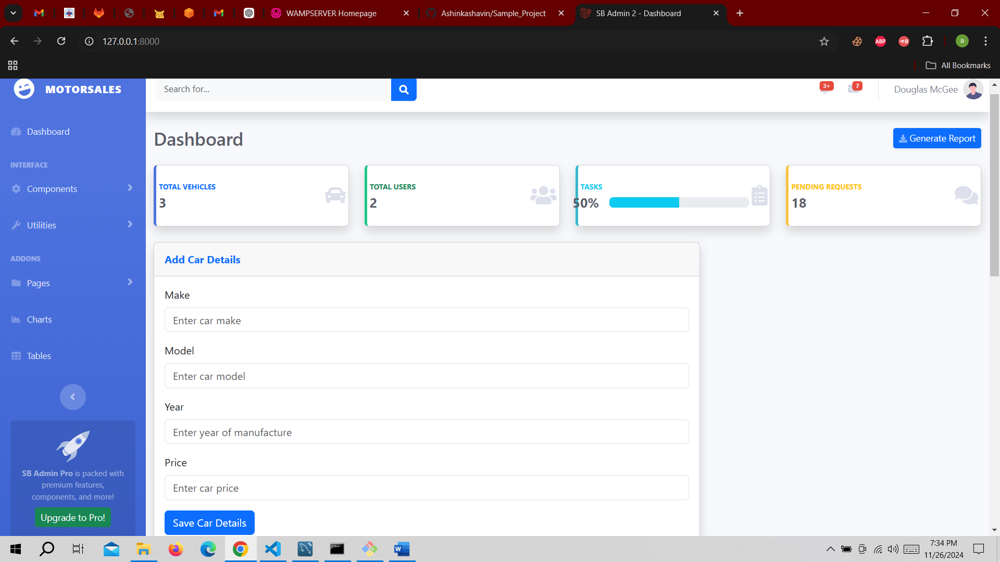 WAMPSERVER Homepage
Ashinkashavin/Sample_Project
SB Admin 2 - Dashboard
127.0.0.1:8000
ABP
B
a
All Bookmarks
MOTORSALES
Search for...
3+
7
Douglas McGee
Dashboard
INTERFACE
Components
Utilities
ADDONS
Pages
Charts
Tables
SB Admin Pro is packed with
premium features,
components, and more!
Upgrade to Pro!
Dashboard
Generate Report
TOTAL VEHICLES
3
TOTAL USERS
2
TASKS
50%
PENDING REQUESTS
18
Add Car Details
Make
Enter car make
Model
Enter car model
Year
Enter year of manufacture
Price
Enter car price
Save Car Details
7:34 PM
11/26/2024